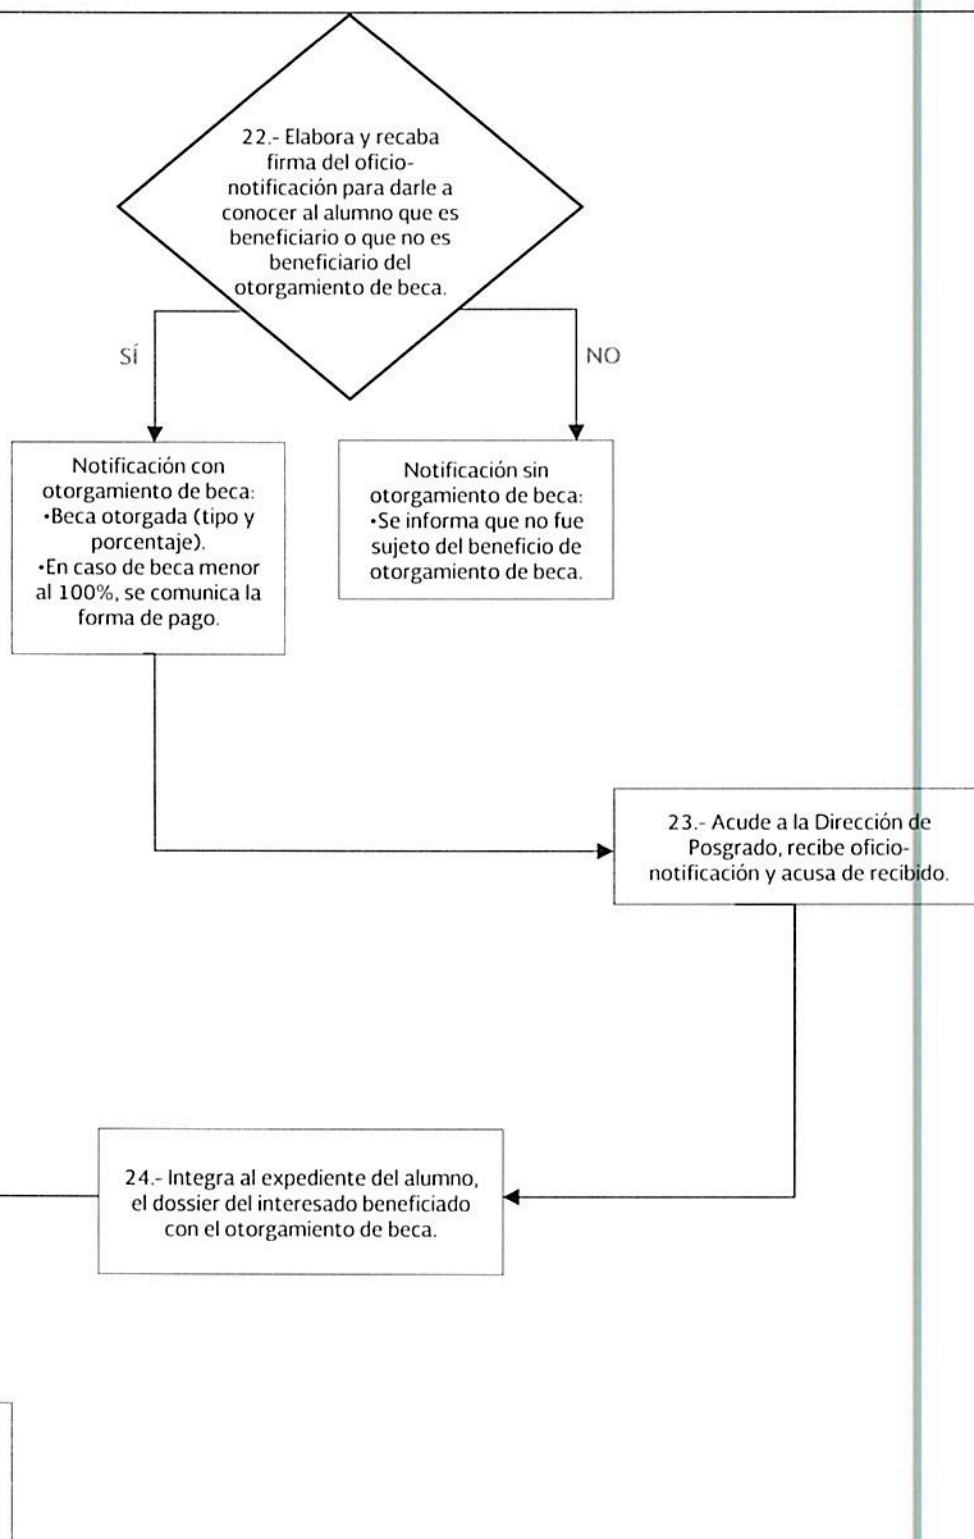 22.- Elabora y recaba
firma del oficio-
notificación para darle a
conocer al alumno que es
beneficiario o que no es
beneficiario del
otorgamiento de beca.
SÍ
NO
Notificación con
otorgamiento de beca:
•Beca otorgada (tipo y
porcentaje).
•En caso de beca menor
al 100%, se comunica la
forma de pago.
Notificación sin
otorgamiento de beca:
•Se informa que no fue
sujeto del beneficio de
otorgamiento de beca.
23.- Acude a la Dirección de
Posgrado, recibe oficio-
notificación y acusa de recibido.
24.- Integra al expediente del alumno,
el dossier del interesado beneficiado
con el otorgamiento de beca.